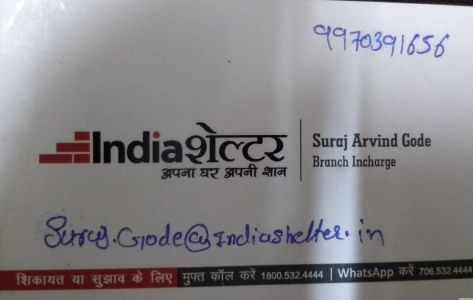 9970391656
Indiaशेल्टर
अपना घर अपनी शान
Suraj Arvind Gode
Branch Incharge
Suraj.Gode@Indiashelter.in
शिकायत या सुझाव के लिए मुफ्त कॉल करें 1800.532.4444 | WhatsApp करें 706.532.4444